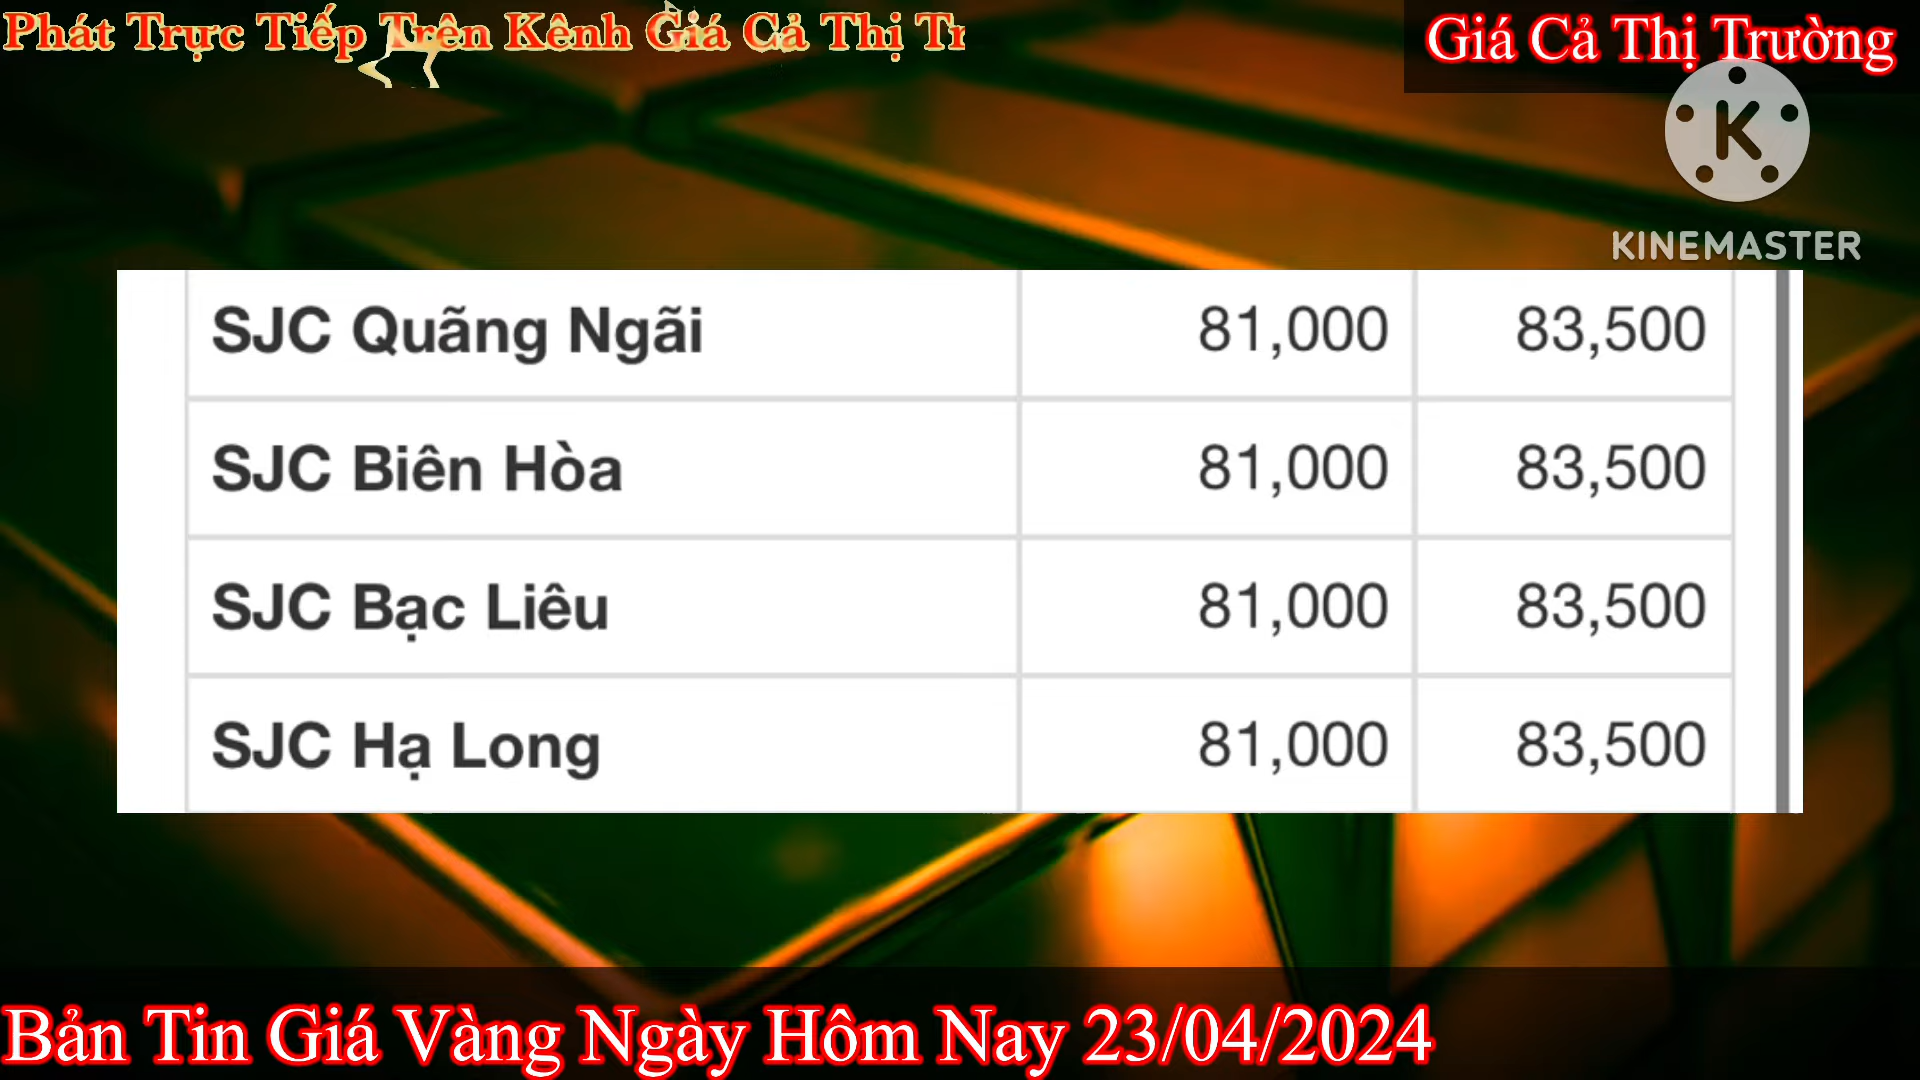 Phát Trực Tiếp Trên Kênh Giá Cả Thị Tr
Giá Cả Thị Trường
K
KINEMASTER
SJC Quãng Ngãi 81,000 83,500
SJC Biên Hòa 81,000 83,500
SJC Bạc Liêu 81,000 83,500
SJC Hạ Long 81,000 83,500
Bản Tin Giá Vàng Ngày Hôm Nay 23/04/2024